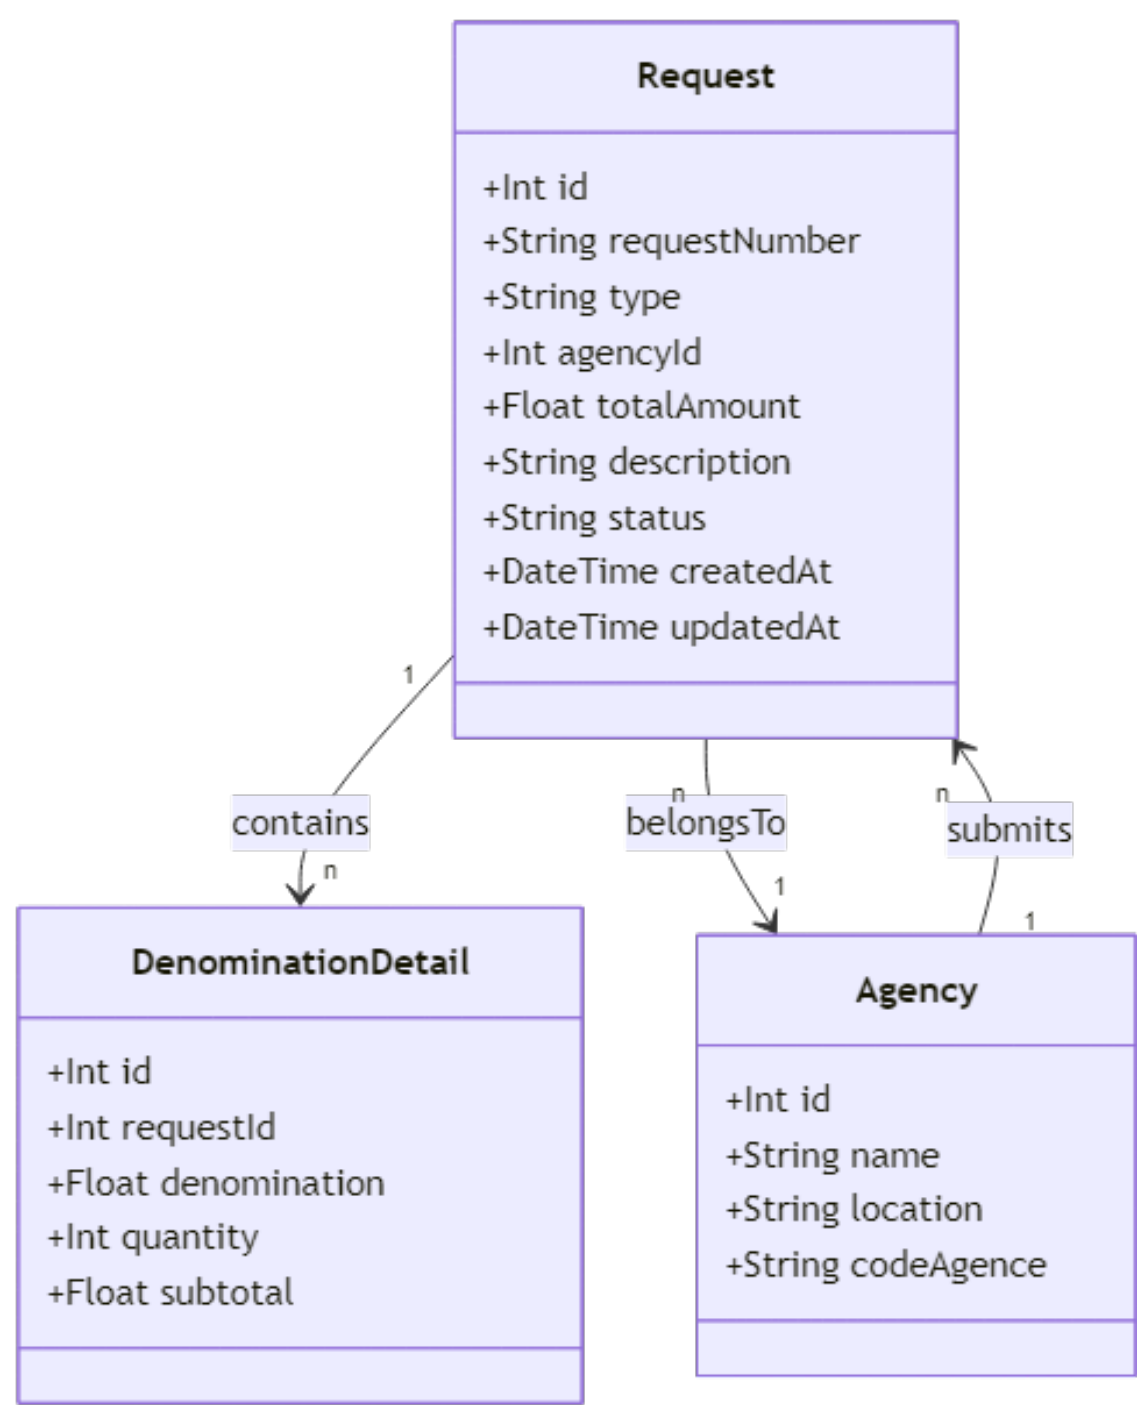 Request
+Int id
+String requestNumber
+String type
+Int agencyId
+Float totalAmount
+String description
+String status
+DateTime createdAt
+DateTime updatedAt
1
contains
n
n
belongsTo
1
n
submits
1
DenominationDetail
+Int id
+Int requestId
+Float denomination
+Int quantity
+Float subtotal
Agency
+Int id
+String name
+String location
+String codeAgence